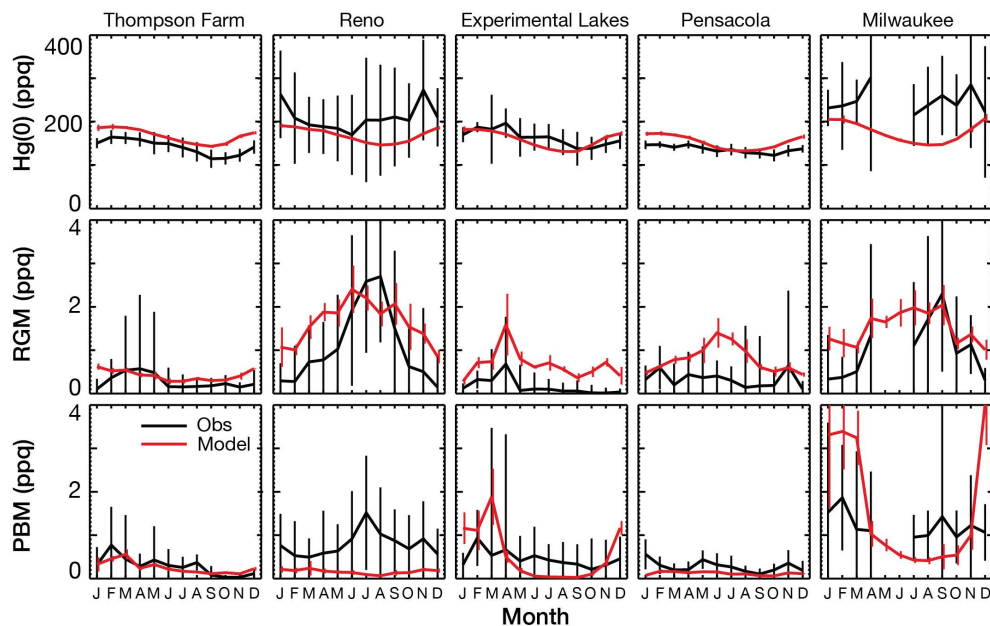 Thompson Farm Reno Experimental Lakes Pensacola Milwaukee
Hg(0) (ppq)
400
200
0
RGM (ppq)
4
2
0
PBM (ppq)
4
2
0
Obs
Model
J F M A M J J A S O N D J F M A M J J A S O N D J F M A M J J A S O N D J F M A M J J A S O N D J F M A M J J A S O N D
Month